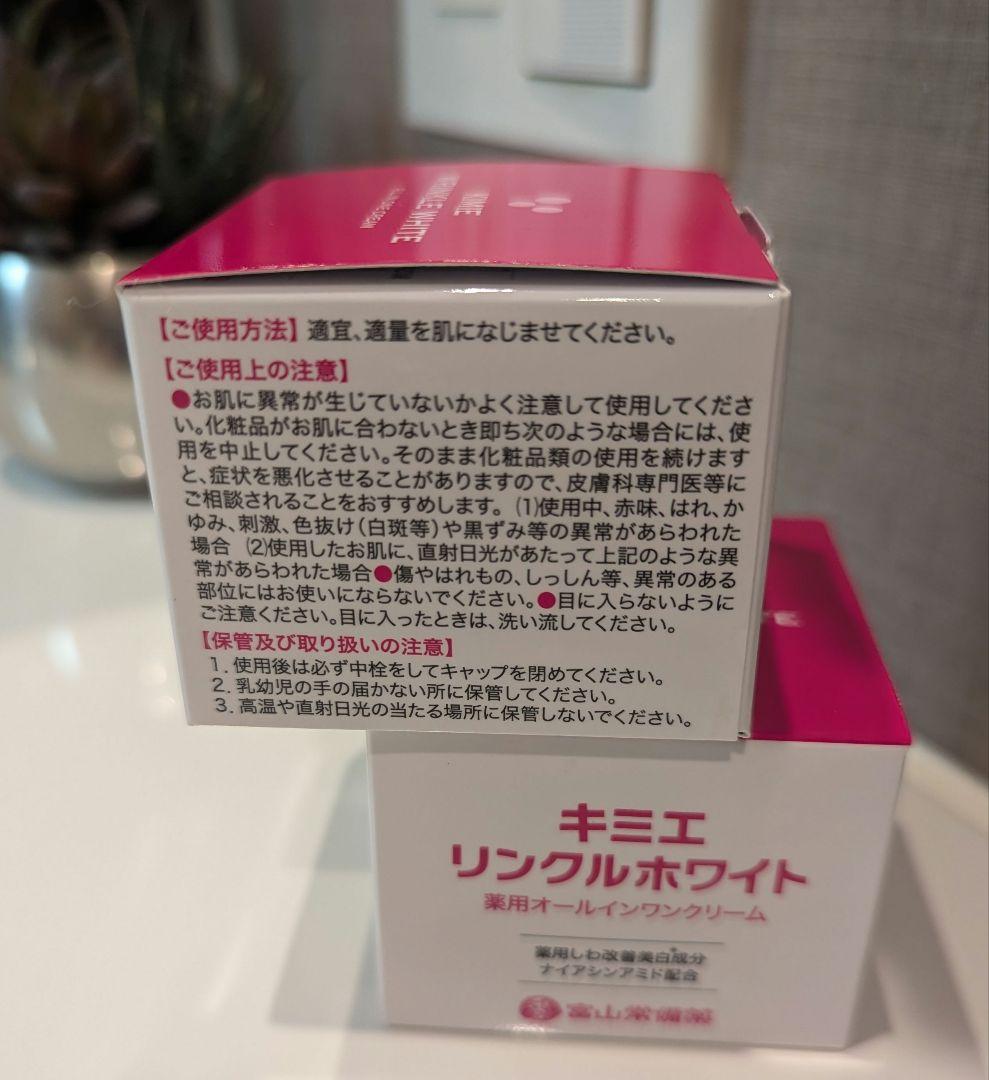 KIMIE
WRINKLE WHITE
【ご使用方法】適宜、適量を肌になじませてください。
【ご使用上の注意】
●お肌に異常が生じていないかよく注意して使用してくださ
い。化粧品がお肌に合わないとき即ち次のような場合には、使
用を中止してください。そのまま化粧品類の使用を続けます
と、症状を悪化させることがありますので、皮膚科専門医等に
ご相談されることをおすすめします。(1)使用中、赤味、はれ、か
ゆみ、刺激、色抜け(白斑等)や黒ずみ等の異常があらわれた
場合 (2)使用したお肌に、直射日光があたって上記のような異
常があらわれた場合●傷やはれもの、しっしん等、異常のある
部位にはお使いにならないでください。●目に入らないように
ご注意ください。目に入ったときは、洗い流してください。
【保管及び取り扱いの注意】
1. 使用後は必ず中栓をしてキャップを閉めてください。
2. 乳幼児の手の届かない所に保管してください。
3. 高温や直射日光の当たる場所に保管しないでください。
キミエ
リンクルホワイト
薬用オールインワンクリーム
薬用しわ改善美白*成分
ナイアシンアミド配合
富山常備薬